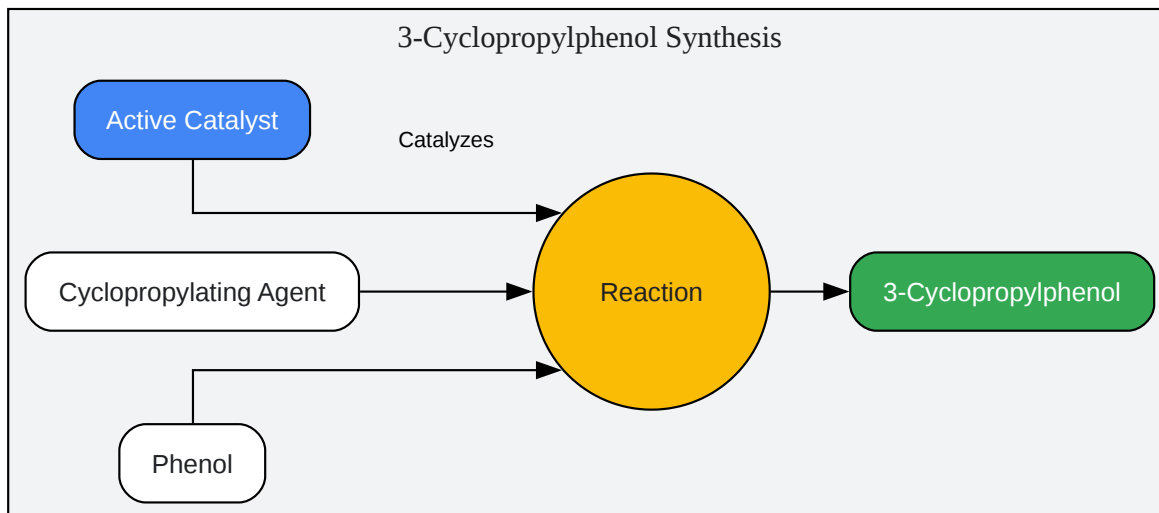 3-Cyclopropylphenol Synthesis
Active Catalyst
Catalyzes
Cyclopropylating Agent
Reaction
3-Cyclopropylphenol
Phenol